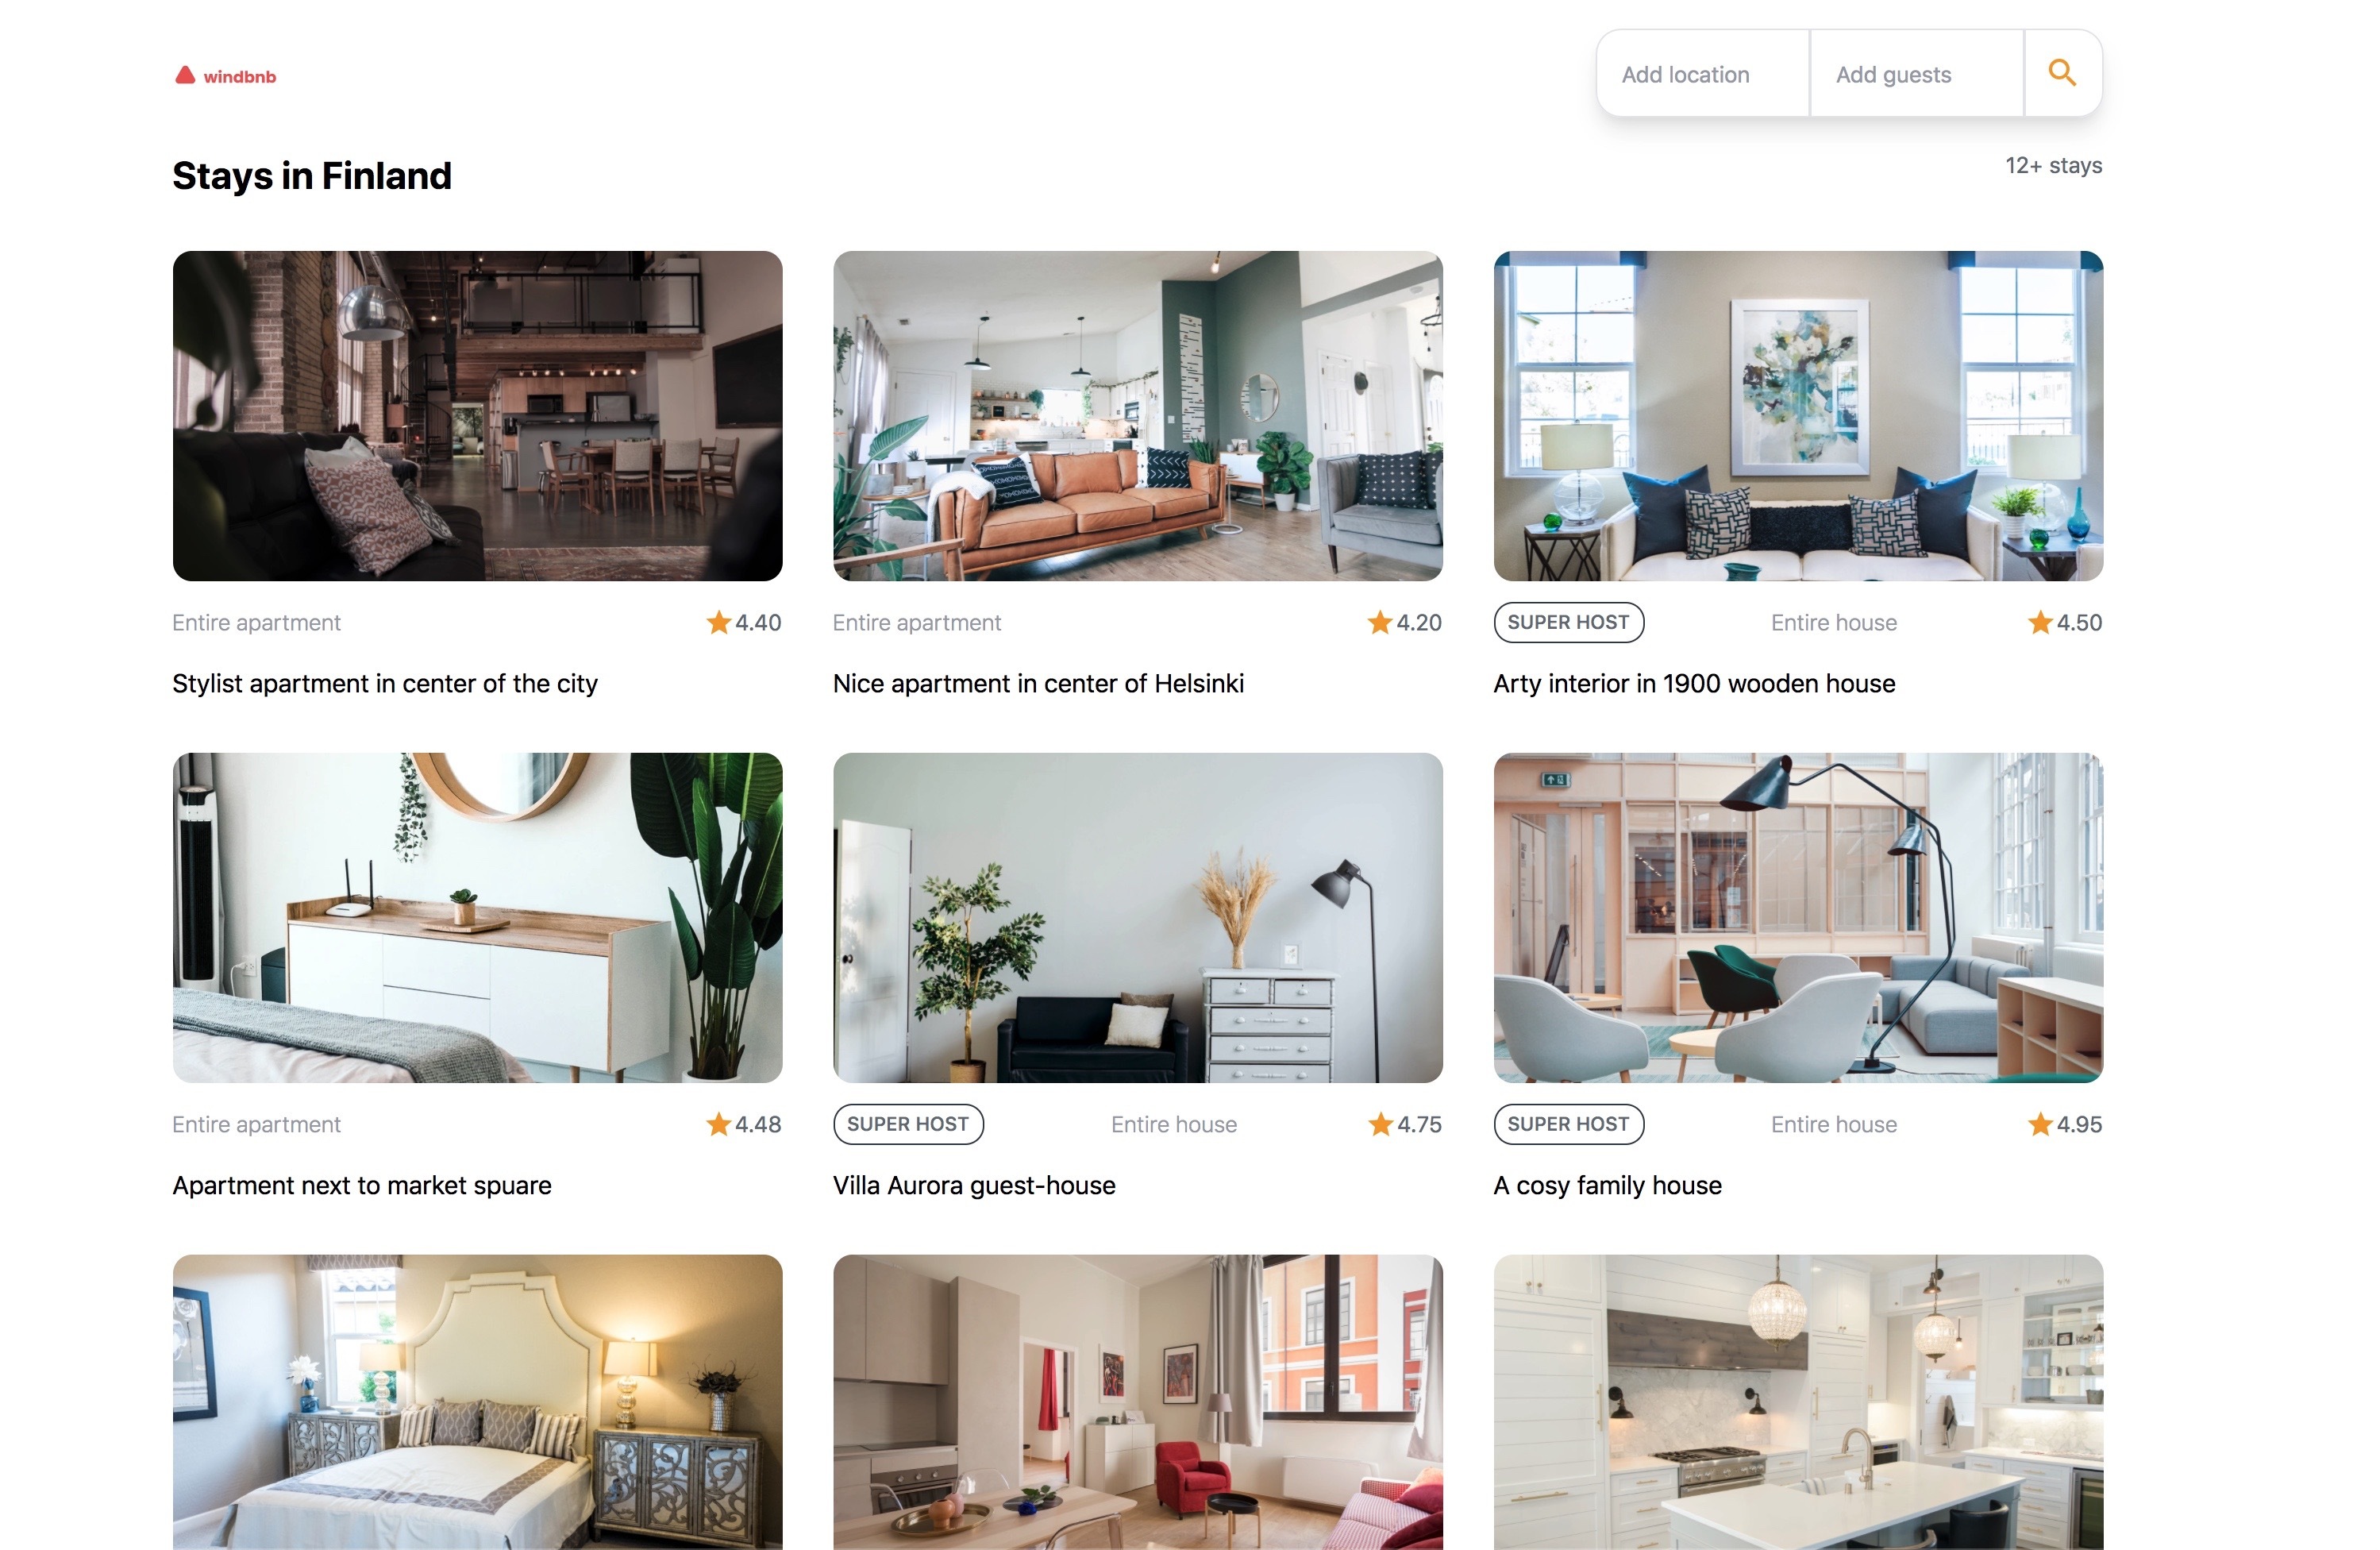 windbnb
Add location
Add guests
Stays in Finland
12+ stays
Entire apartment
4.40
Stylist apartment in center of the city
Entire apartment
4.20
Nice apartment in center of Helsinki
SUPER HOST
Entire house
4.50
Arty interior in 1900 wooden house
Entire apartment
4.48
Apartment next to market spuare
SUPER HOST
Entire house
4.75
Villa Aurora guest-house
SUPER HOST
Entire house
4.95
A cosy family house